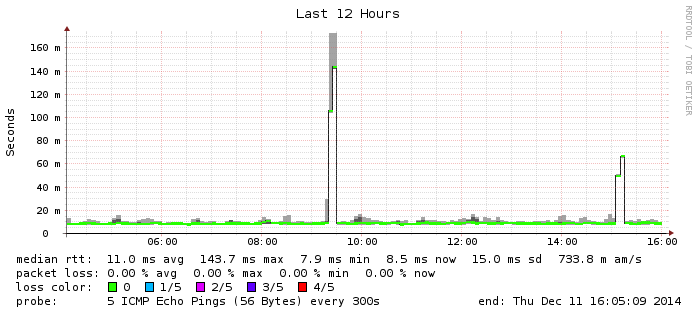 Last 12 Hours
RRDTOOL / TOBI OETIKER
Seconds
160 m
140 m
120 m
100 m
80 m
60 m
40 m
20 m
0
06:00 08:00 10:00 12:00 14:00 16:00
median rtt: 11.0 ms avg 143.7 ms max 7.9 ms min 8.5 ms now 15.0 ms sd 733.8 m am/s
packet loss: 0.00 % avg 0.00 % max 0.00 % min 0.00 % now
loss color: 0 1/5 2/5 3/5 4/5
probe: 5 ICMP Echo Pings (56 Bytes) every 300s end: Thu Dec 11 16:05:09 2014